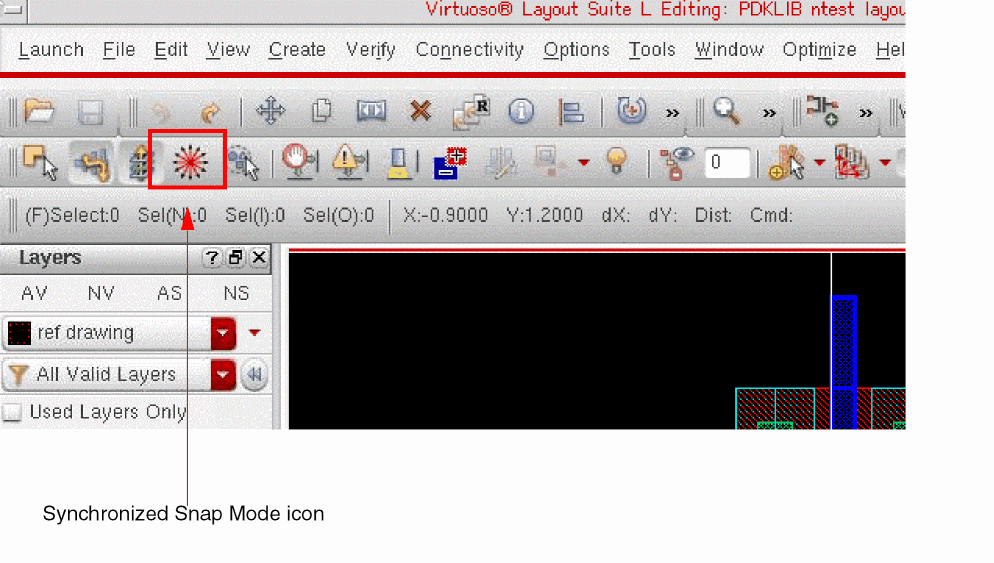 Virtuoso® Layout Suite L Editing: PDKLIB ntest layou
Launch File Edit View Create Verify Connectivity Options Tools Window Optimize Hel
R
0
(F)Select:0 Sel(N):0 Sel(I):0 Sel(O):0 X:-0.9000 Y:1.2000 dX: dY: Dist: Cmd:
Layers
AV NV AS NS
ref drawing
All Valid Layers
Used Layers Only
Synchronized Snap Mode icon